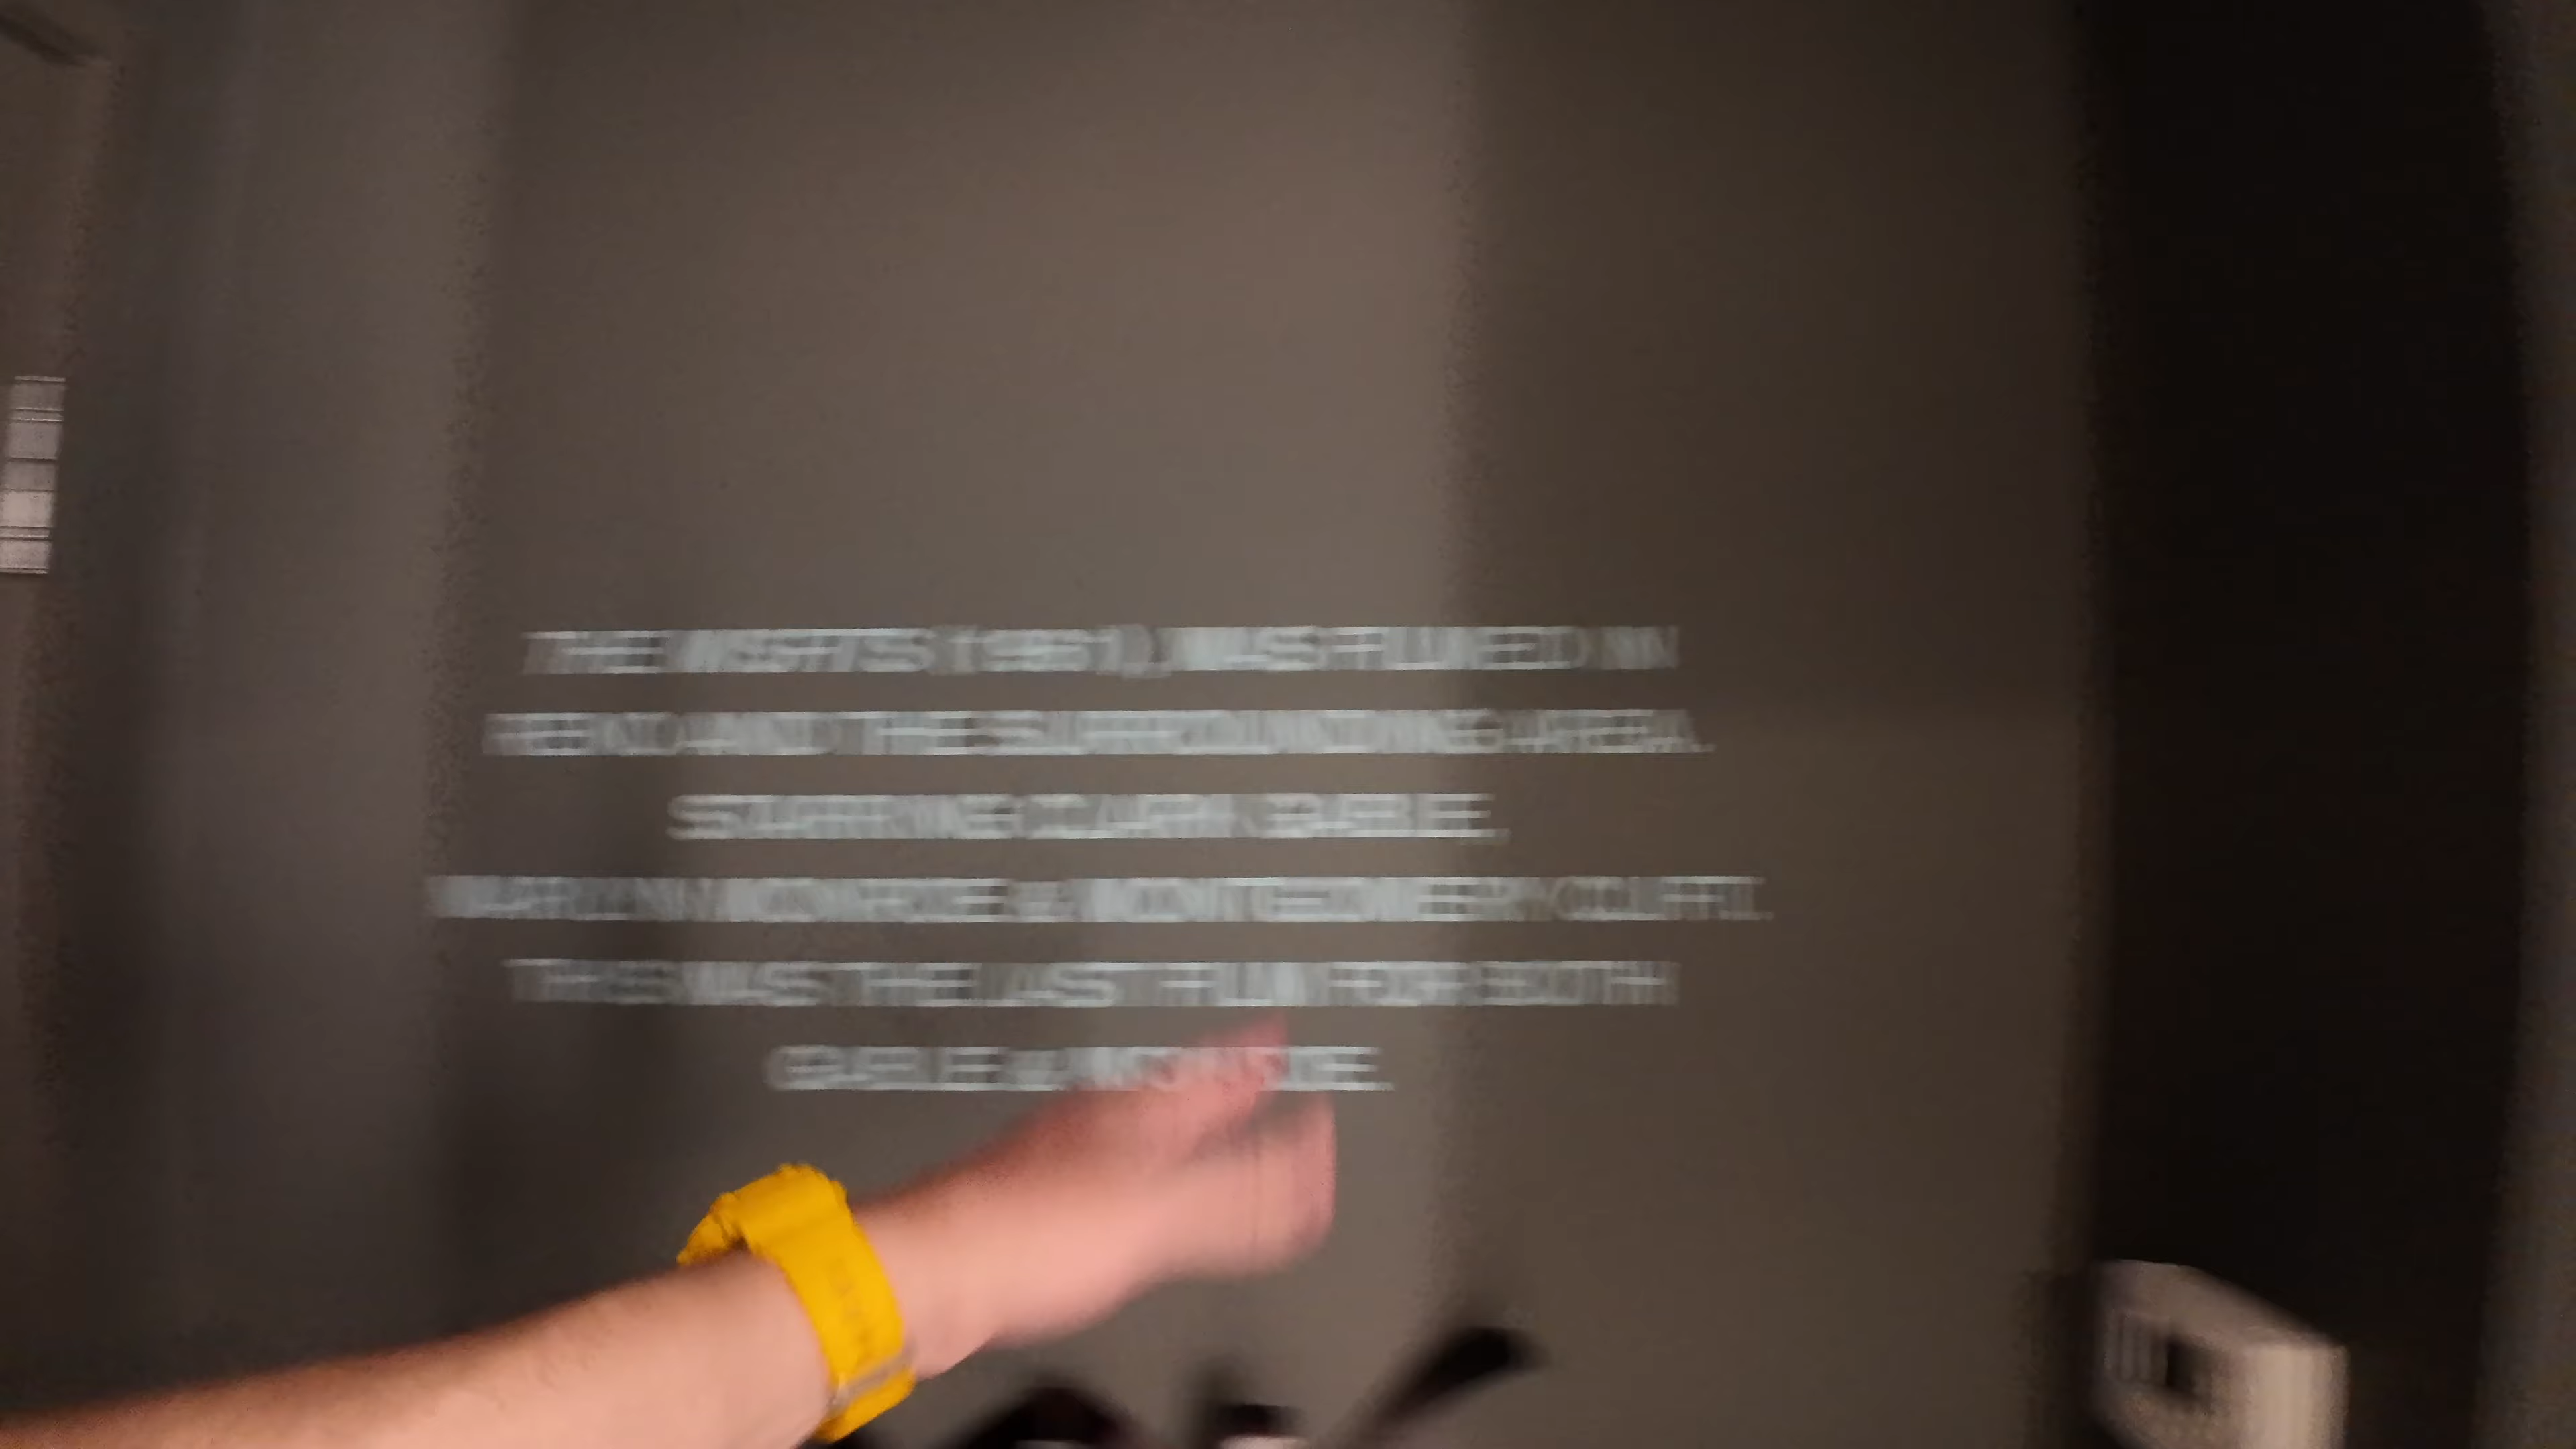 THE MISFITS (1961), WAS FILMED IN
RENO AND THE SURROUNDING AREA.
STARRING CLARK GABLE,
MARILYN MONROE & MONTGOMERY CLIFT.
THIS WAS THE LAST FILM FOR BOTH
GABLE & MONROE.